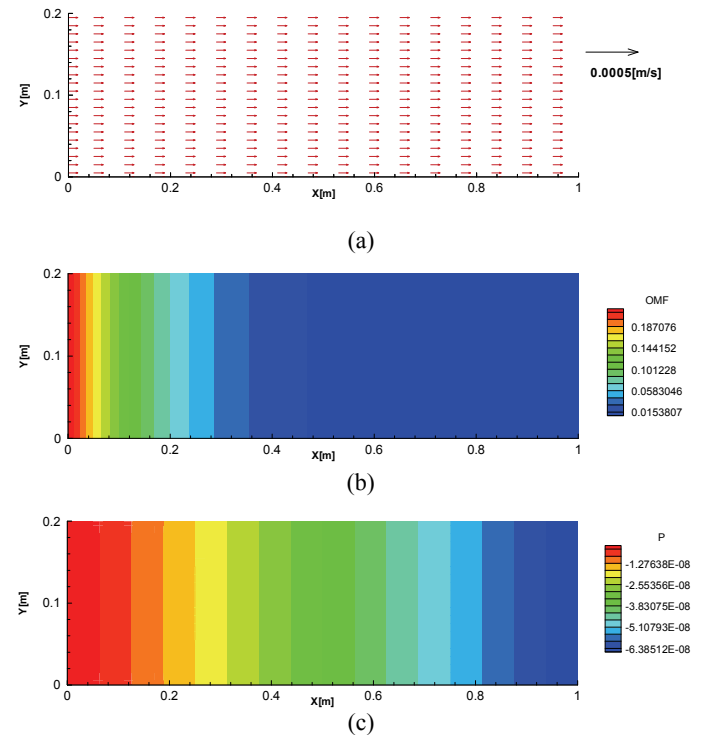 0.2
0.1
0
Y[m]
0.0005[m/s]
0 0.2 0.4 0.6 0.8 1
X[m]
(a)
0.2
0.1
0
Y[m]
OMF
0.187076
0.144152
0.101228
0.0583046
0.0153807
0 0.2 0.4 0.6 0.8 1
X[m]
(b)
0.2
0.1
0
Y[m]
P
-1.27638E-08
-2.55356E-08
-3.83075E-08
-5.10793E-08
-6.38512E-08
0 0.2 0.4 0.6 0.8 1
X[m]
(c)